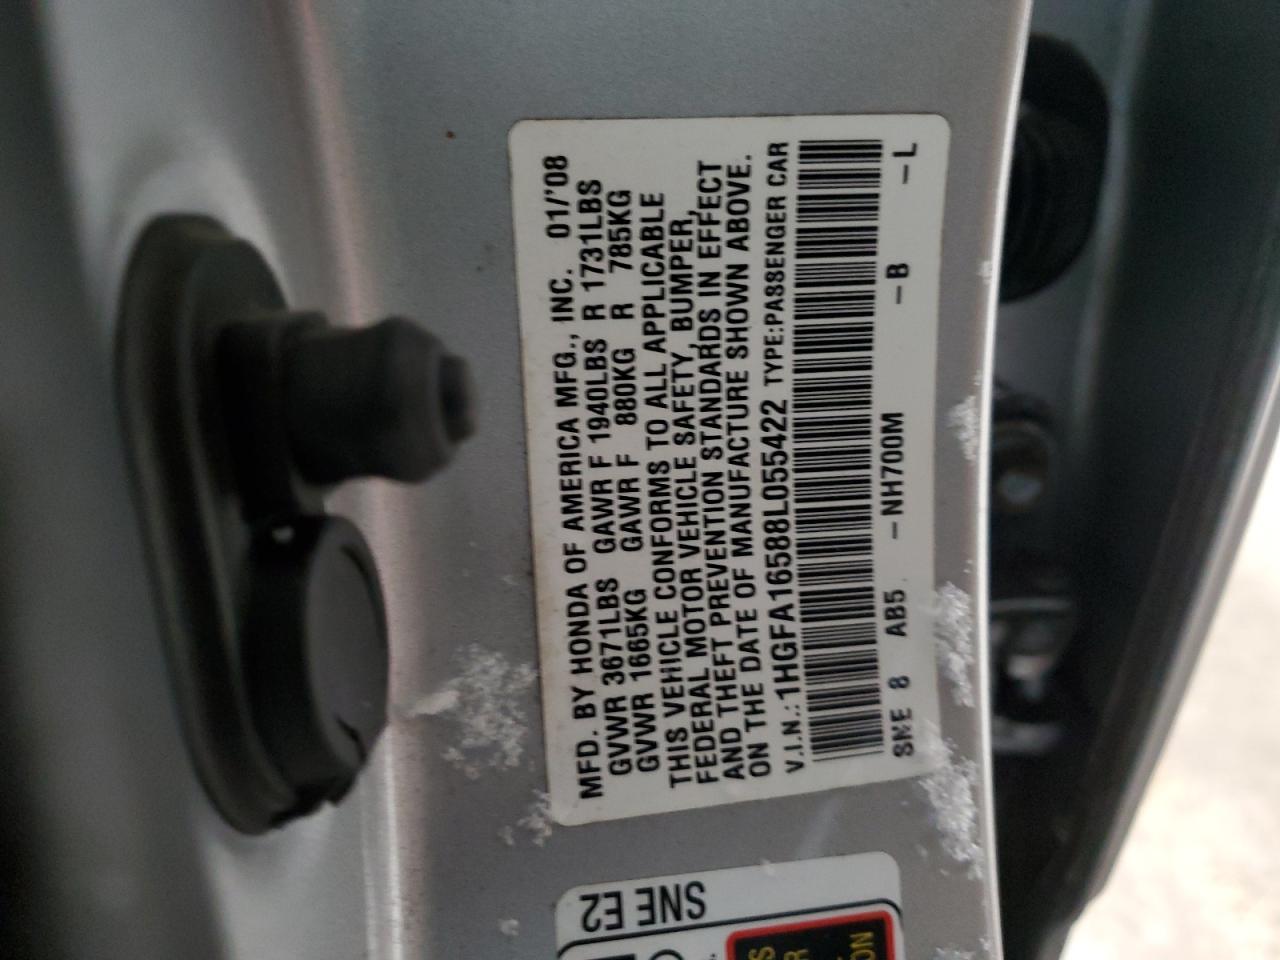 MFD. BY HONDA OF AMERICA MFG., INC. 01/'08
GVWR 3671LBS GAWR F 1940LBS R 1731LBS
GVWR 1665KG GAWR F 880KG R 785KG
THIS VEHICLE CONFORMS TO ALL APPLICABLE
FEDERAL MOTOR VEHICLE SAFETY, BUMPER,
AND THEFT PREVENTION STANDARDS IN EFFECT
ON THE DATE OF MANUFACTURE SHOWN ABOVE.
V.I.N.: 1HGFA16588L055422 TYPE:PASSENGER CAR
SNE 8 AB5 -NH700M -B -L
SNE E2